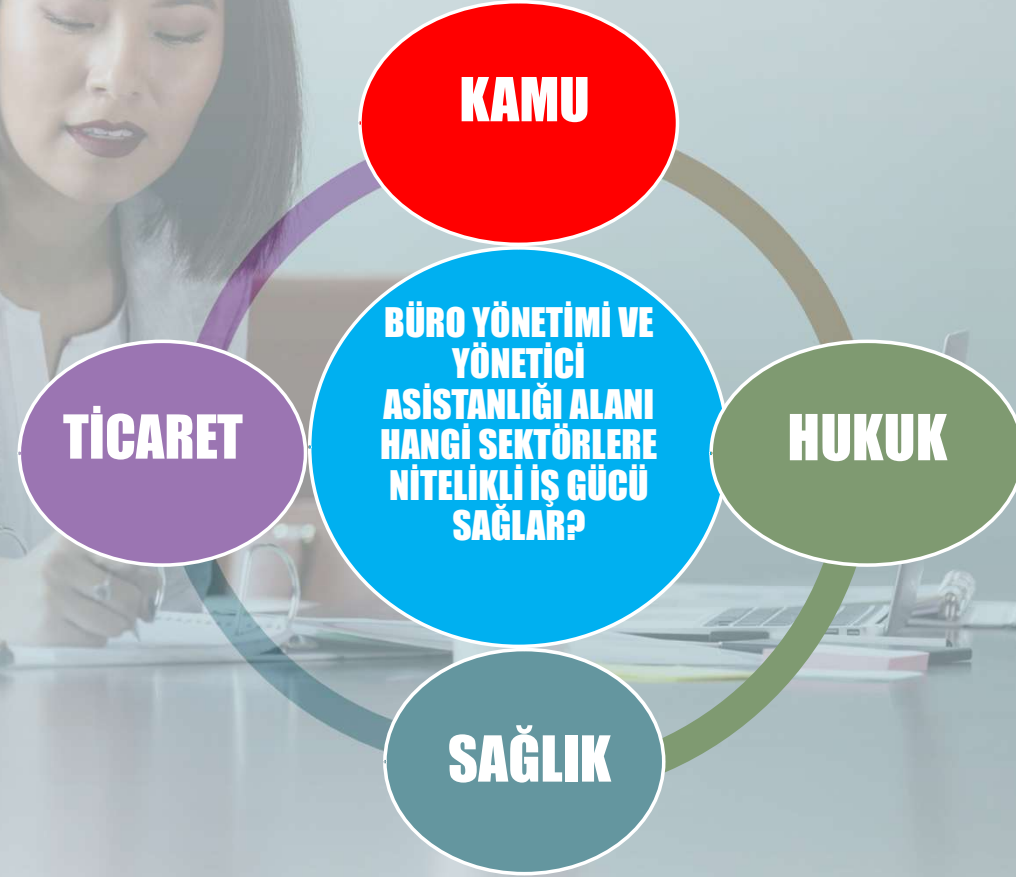 KAMU
BÜRO YÖNETİMİ VE
YÖNETİCİ
ASİSTANLIĞI ALANI
HANGİ SEKTÖRLERE
NİTELİKLİ İŞ GÜCÜ
SAĞLAR?
TİCARET
HUKUK
SAĞLIK